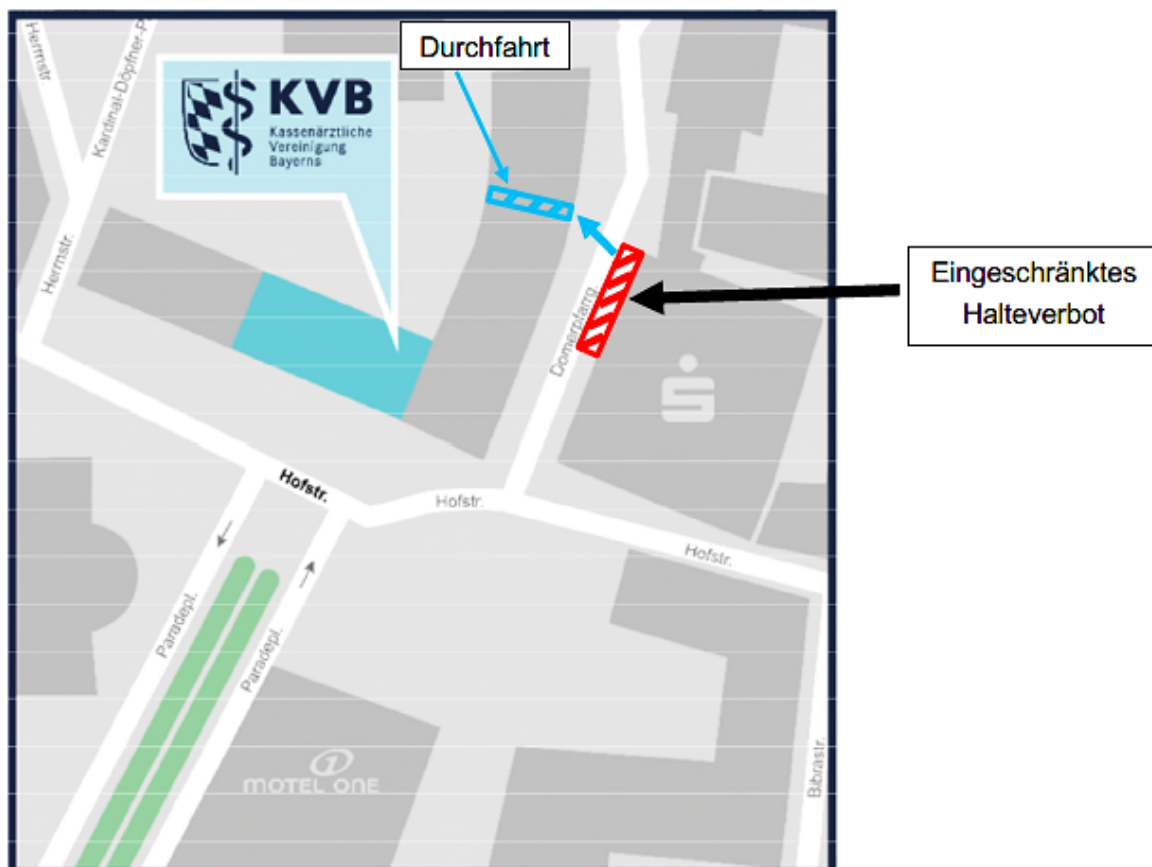 Herrnstr.
Kardinal-Döpfner-P
Durchfahrt
KVB
Kassenärztliche
Vereinigung
Bayerns
Herrnstr.
Domerpfarrg.
Eingeschränktes
Halteverbot
Hofstr.
Hofstr.
Hofstr.
Paradepl.
Paradepl.
MOTEL ONE
Bibrastr.